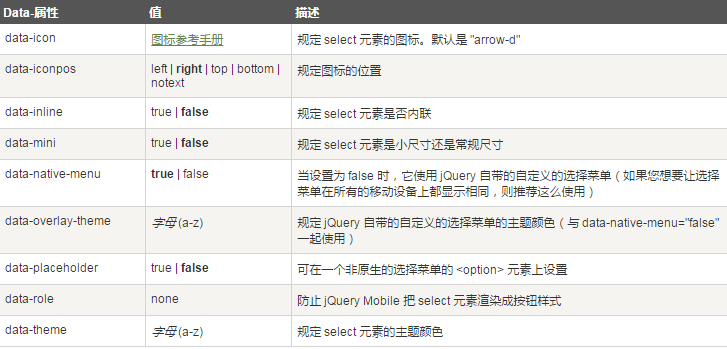 Data-属性 值 描述
data-icon 图标参考手册 规定 select 元素的图标。默认是 "arrow-d"
data-iconpos left | right | top | bottom | notext 规定图标的位置
data-inline true | false 规定 select 元素是否内联
data-mini true | false 规定 select 元素是小尺寸还是常规尺寸
data-native-menu true | false 当设置为 false 时，它使用 jQuery 自带的自定义的选择菜单（如果您想要让选择
菜单在所有的移动设备上都显示相同，则推荐这么使用）
data-overlay-theme 字母 (a-z) 规定 jQuery 自带的自定义的选择菜单的主题颜色（与 data-native-menu="false"
一起使用）
data-placeholder true | false 可在一个非原生的选择菜单的 <option> 元素上设置
data-role none 防止 jQuery Mobile 把 select 元素渲染成按钮样式
data-theme 字母 (a-z) 规定 select 元素的主题颜色